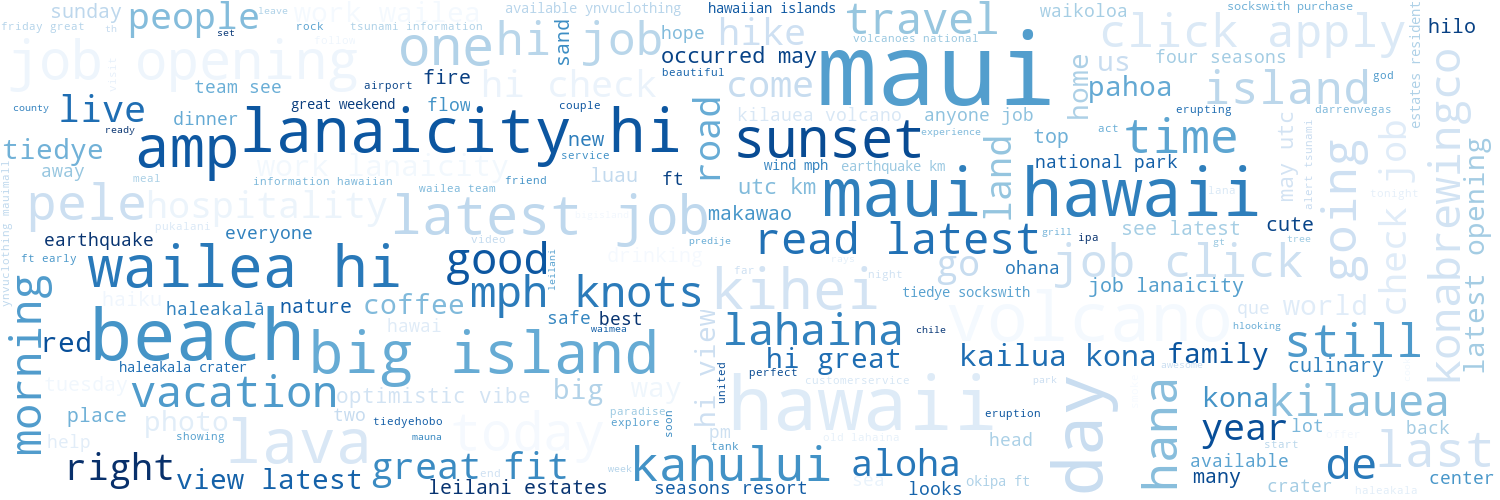 sunday
people
work wailea
available ynvuclothing
hawaiian islands
travel
waikoloa
sockswith purchase
friday great
th
leave
rock
tsunami information
set
follow
job opening
one
hi job
sand
hope
hike
occurred may
volcanoes national
maui
click apply
hilo
us
four seasons
estates resident
team see
airport
fire
hi check
beautiful
come
home
pahoa
island
god
county
live
great weekend
flow
couple
road
kilauea volcano
anyone job
erupting
darrenvegas
ready
dinner
amp
lanaicity hi
new
service
sunset
experience
top
act
time
may utc
tiedye
away
meal
work lanaicity
information hawaiian
wailea team
friend
luau
ft
wind mph
earthquake km
national park
utc km
land
maui hawaii
lana
tonight
alert tsunami
going
job
konabrewingco
pele
hospitality
pukalani
latest job
makawao
see latest
cute
opening
latest
earthquake
everyone
video
predije
read latest
grill
ipa
gt
tree
ft early
wailea hi
good
leilani
drinking
far
night
go
ohana
job click
check
ynvuclothing mauimall
morning
haiku
haleakalā
nature
coffee
mph knots
kihei
tiedye sockswith
job lanaicity
que
world
hawai
safe
best
waimea
hi view
lahaina
chile
vo cano
hlooking
still
red
beach
big island
hi great
kailua kona
family
culinary
haleakala crater
perfect
awesome
tuesday
vacation
optimistic vibe
big
way
united
customerservice
park
hawaii
day
hana
kona
kilauea
place
photo
two
tiedyehobo
paradise
explore
soon
eruption
year
lot
back
help
showing
lava
mauna
today
pm
tank
old lahaina
head
start
offer
last
right
view latest
great fit
end
week
kahului
sea
aloha
okipa ft
available
many
de
center
leilani estates
seasons resort
looks
crater
haleakala
visit